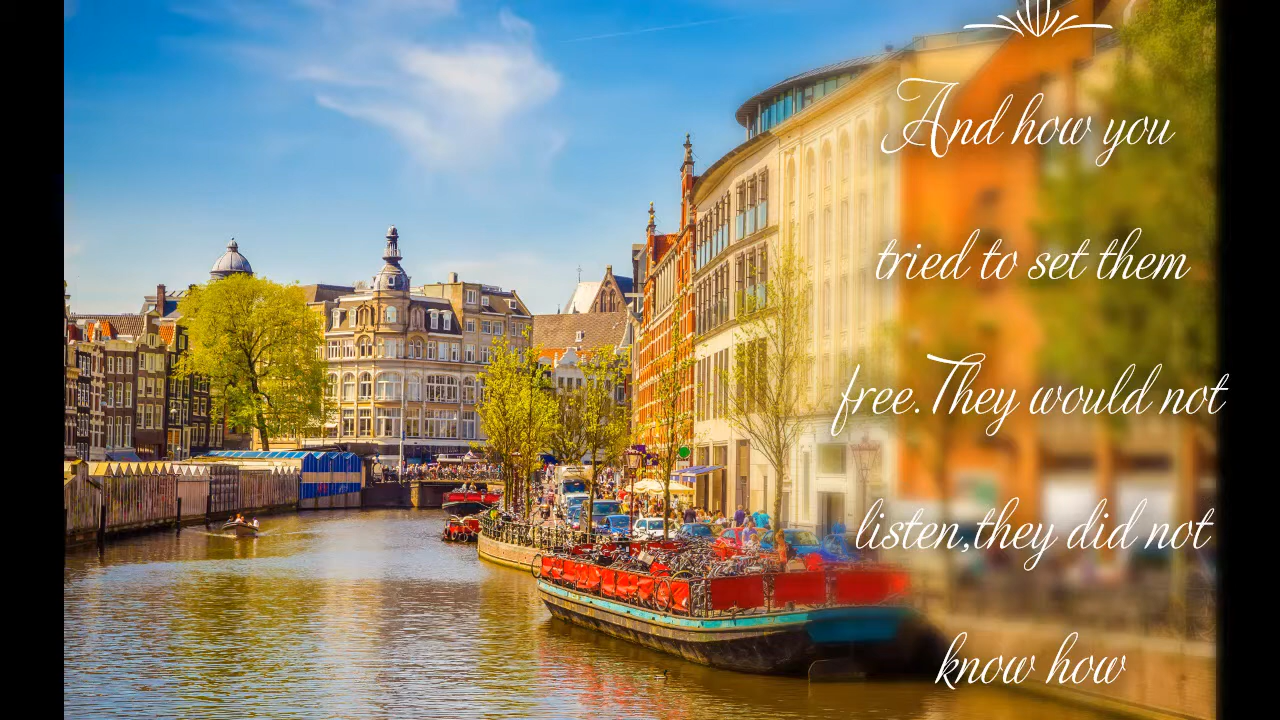 And how you
tried to set them
free.They would not
listen,they did not
know how